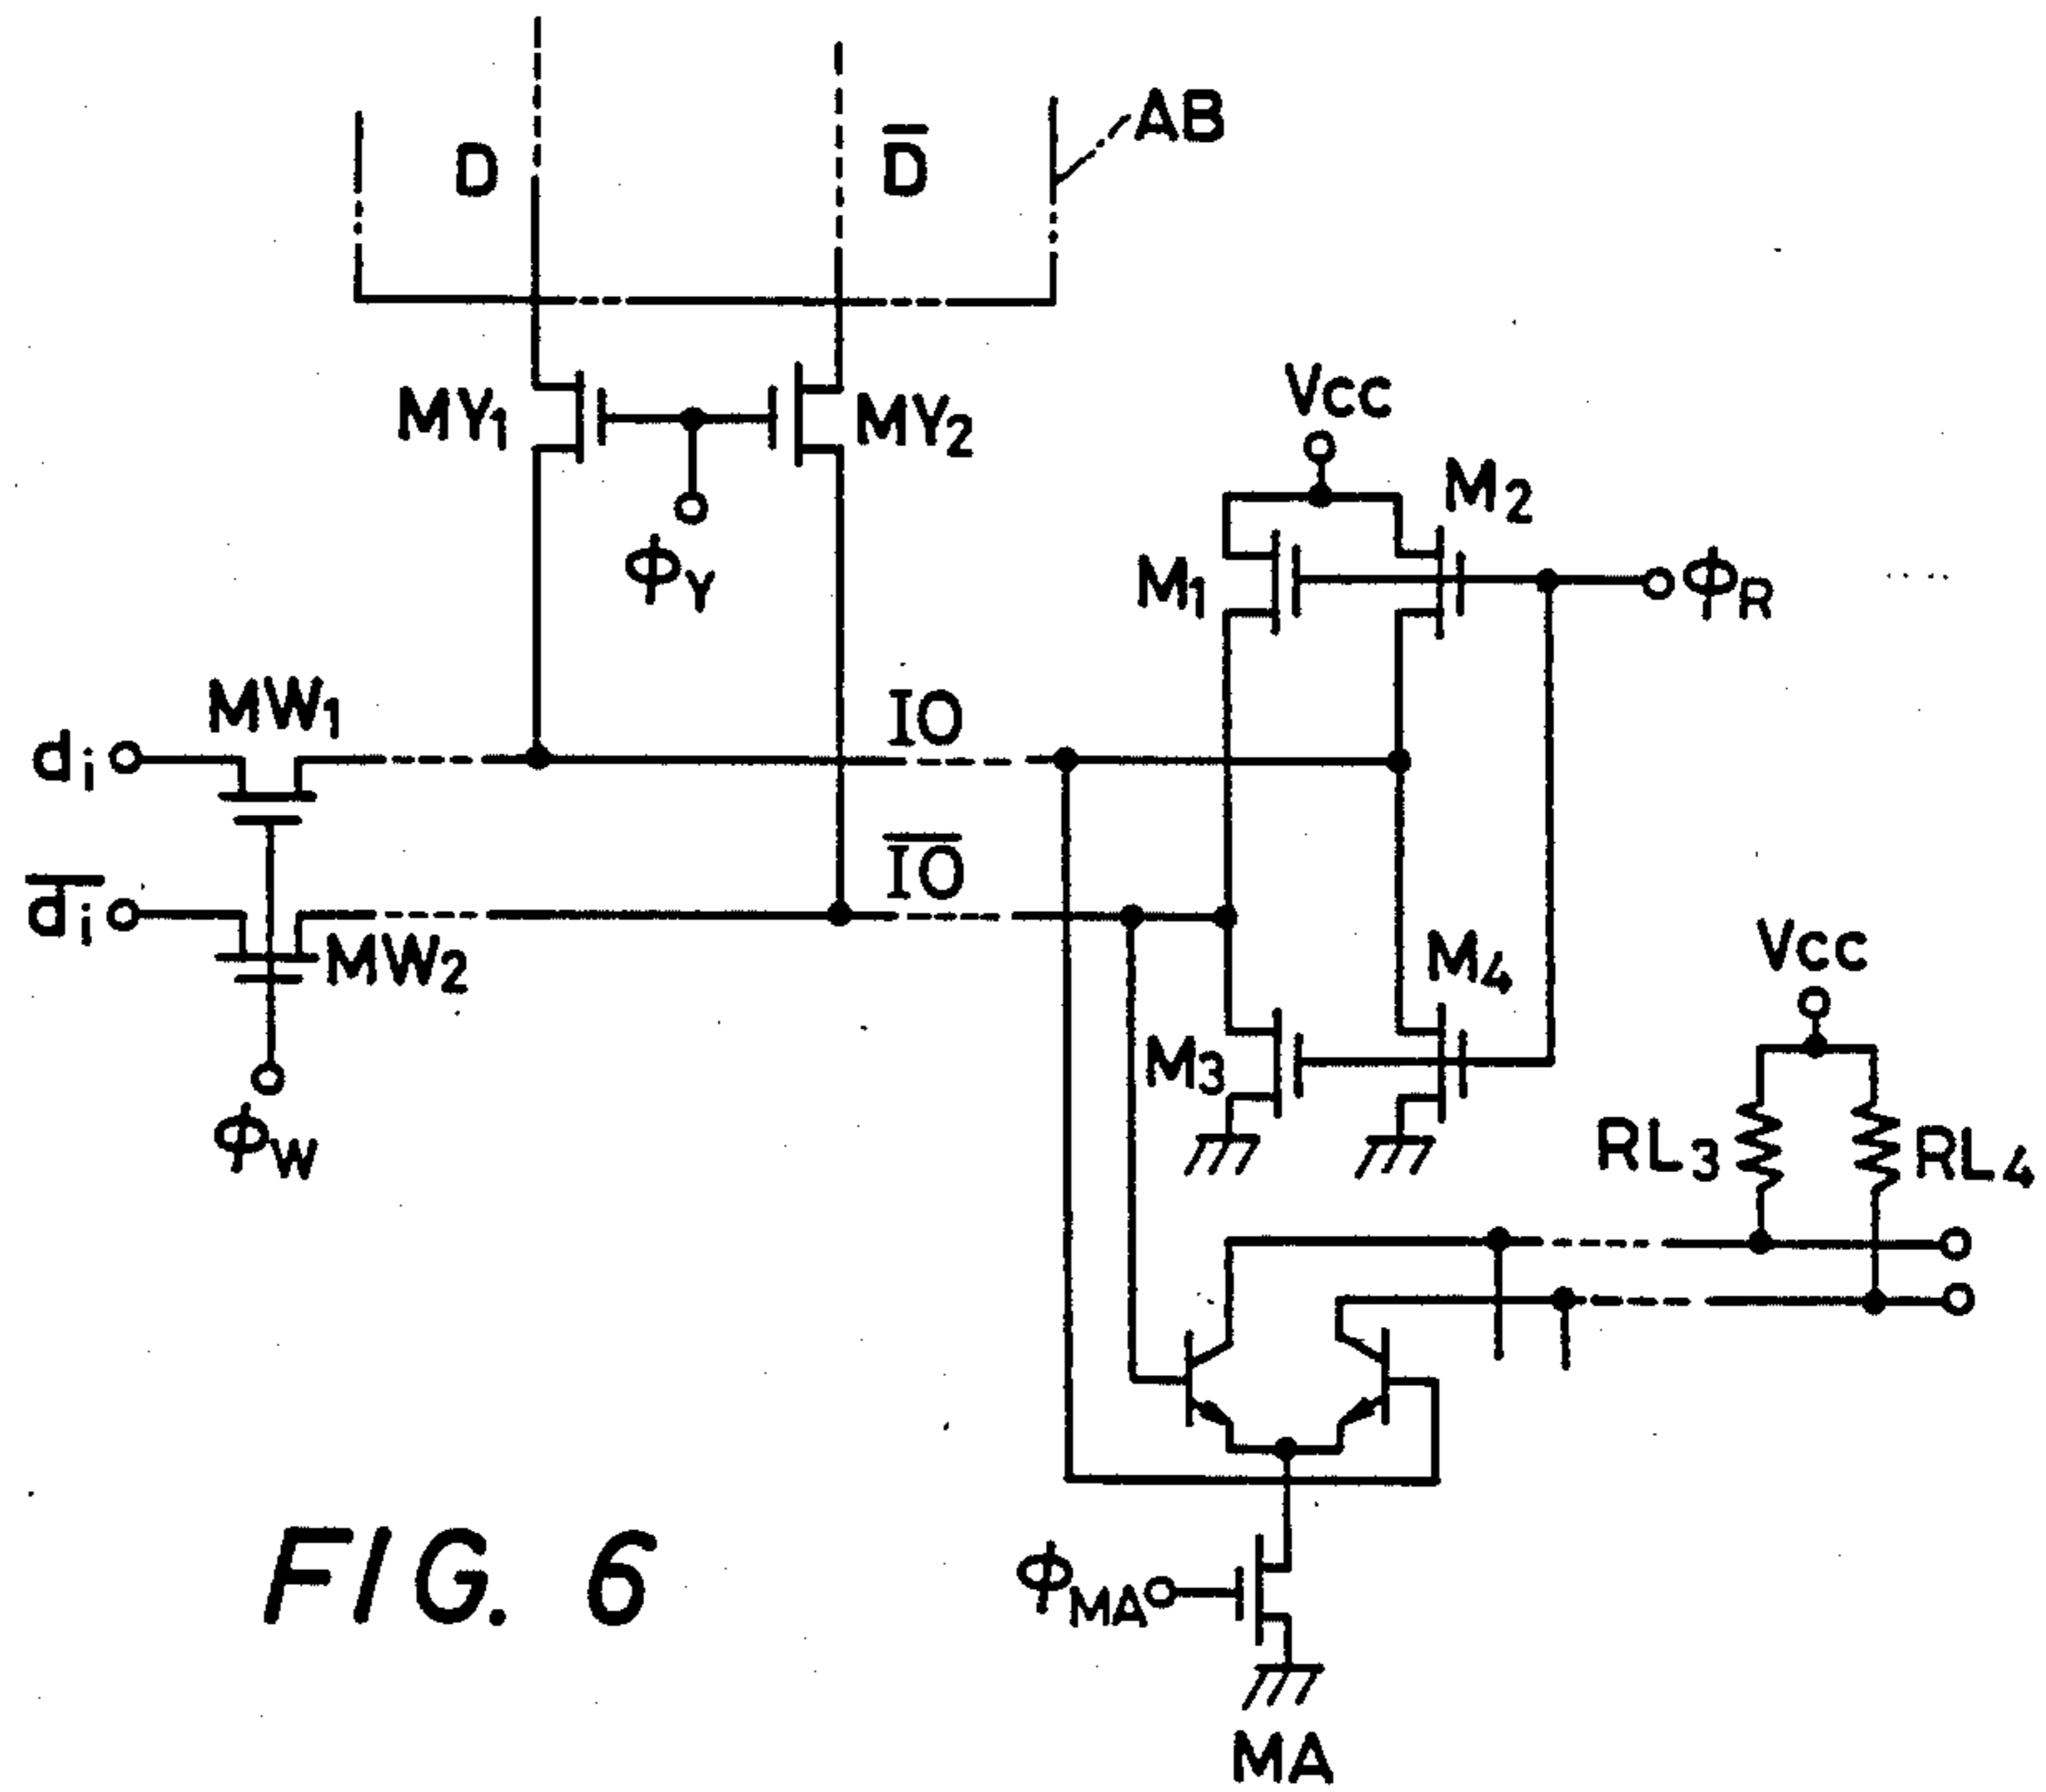 AB
D
D̅
MY₁
MY₂
VCC
M₂
ϕY
M₁
ϕR
MW₁
IO
di
I̅O̅
d̅i̅
MW₂
VCC
M₄
M₃
ϕW
RL₃
RL₄
FIG. 6
ϕMA
MA